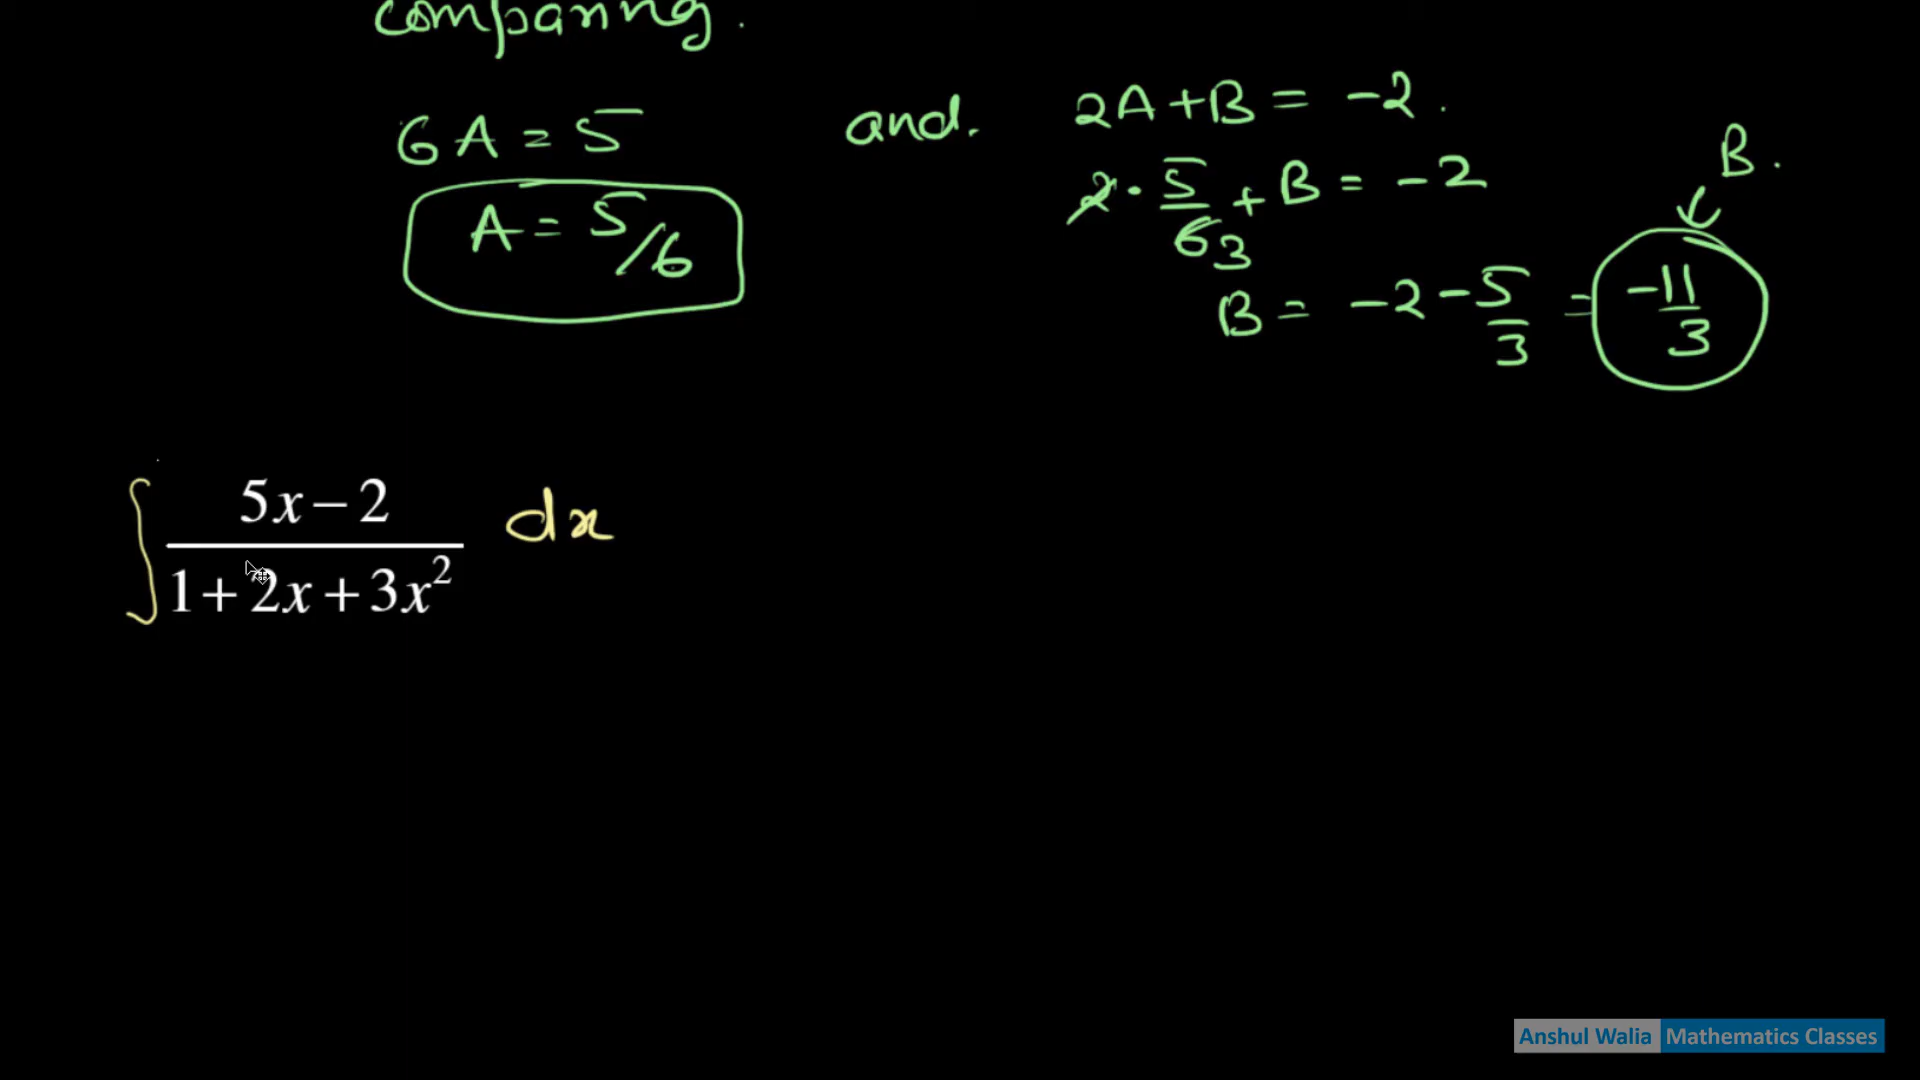 comparing.
6A = 5 and. 2A + B = -2.
A = 5/6
2 · 5/6 3 + B = -2
B.
B = -2 - 5/3 = -11/3
∫ (5x - 2)/(1 + 2x + 3x²) dx
Anshul Walia Mathematics Classes